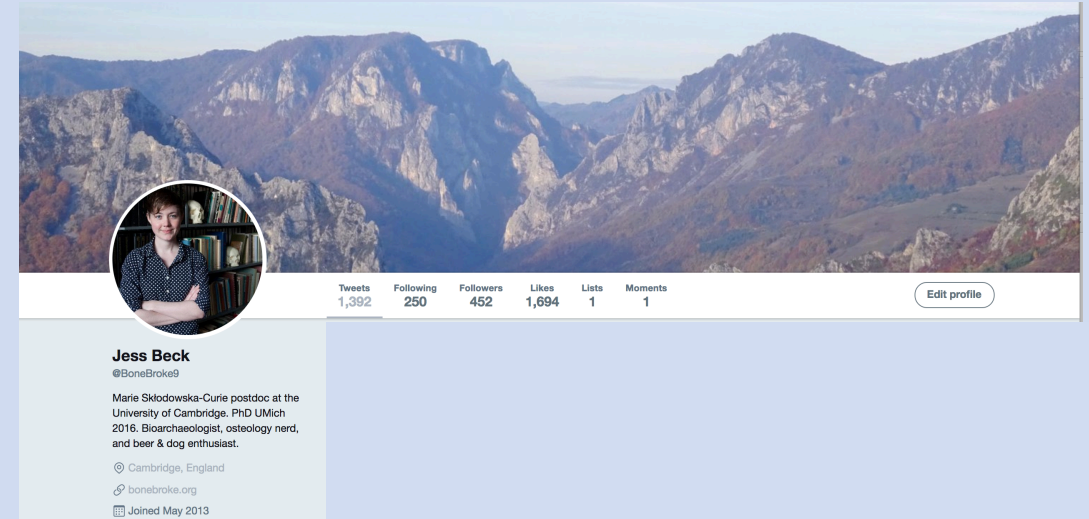 Tweets Following Followers Likes Lists Moments
1,392 250 452 1,694 1 1
Edit profile
Jess Beck
@BoneBroke9
Marie Skłodowska-Curie postdoc at the
University of Cambridge. PhD UMich
2016. Bioarchaeologist, osteology nerd,
and beer & dog enthusiast.
Cambridge, England
bonebroke.org
Joined May 2013